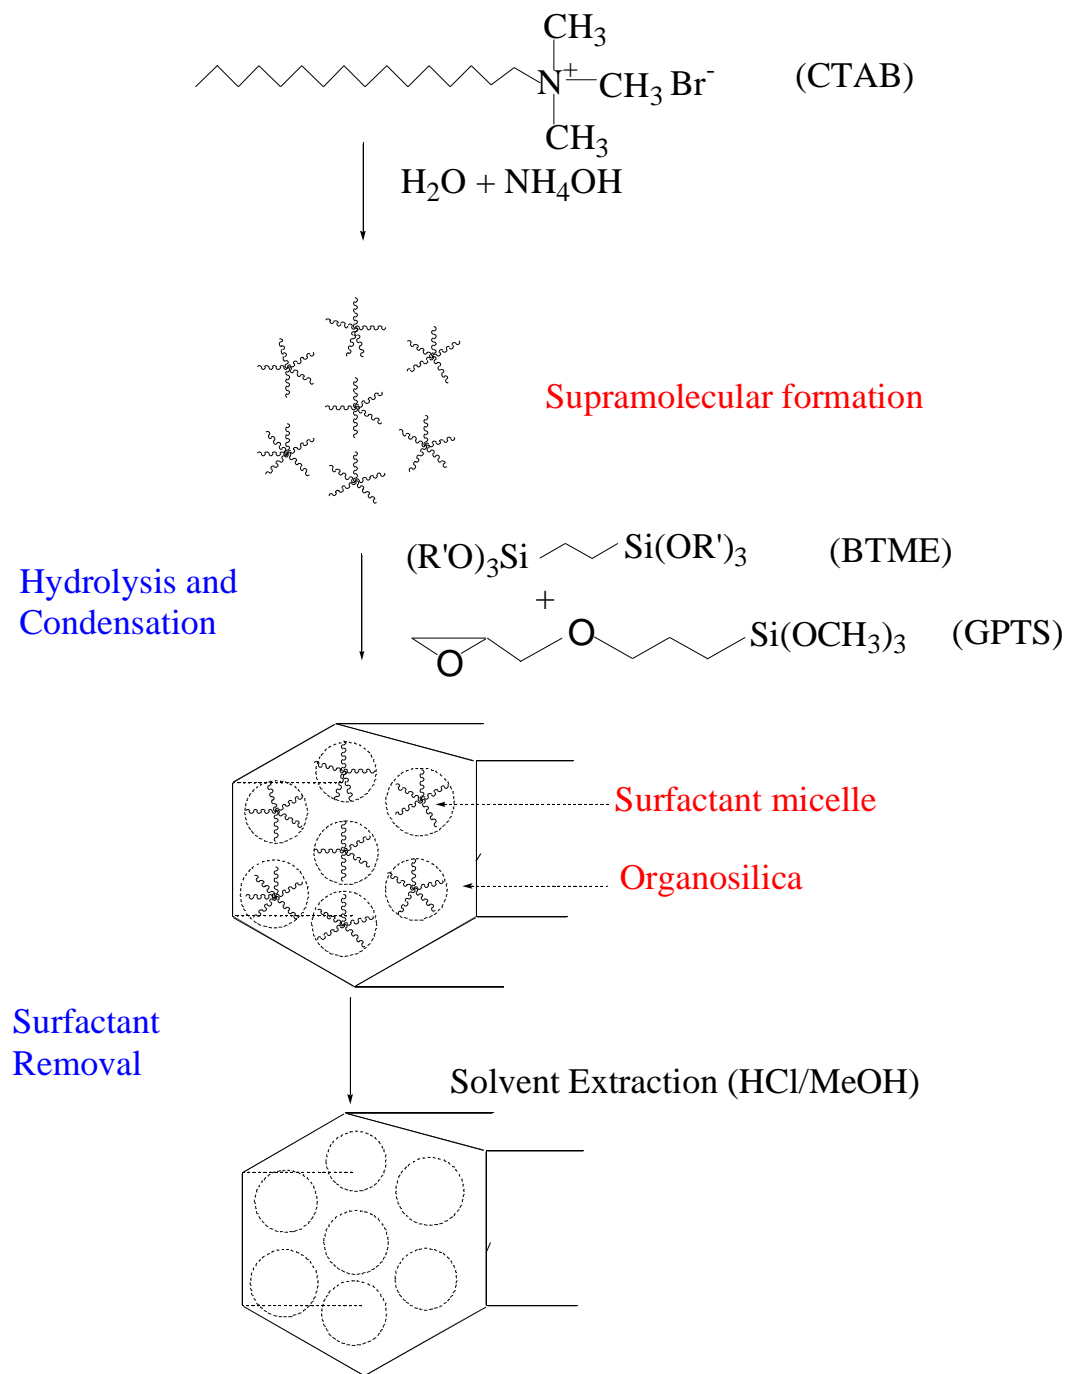 CH3
N+ CH3 Br- (CTAB)
CH3
H2O + NH4OH
Supramolecular formation
(R'O)3Si Si(OR')3 (BTME)
+
Hydrolysis and
Condensation
O O Si(OCH3)3 (GPTS)
Surfactant micelle
Organosilica
Surfactant
Removal
Solvent Extraction (HCl/MeOH)